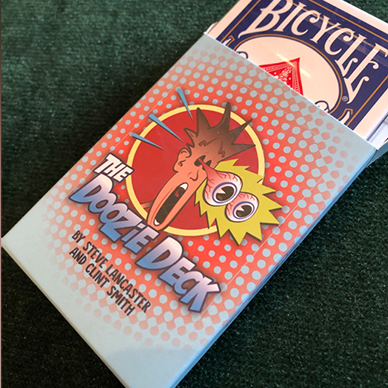 BICYCLE
THE
DOOZIE DECK
BY STEVE LANCASTER
AND CLINT SMITH